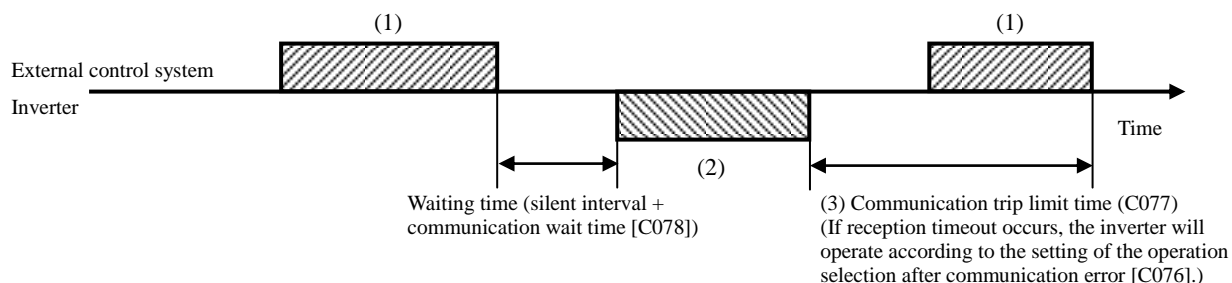 (1)
(1)
External control system
Inverter
Time
(2)
Waiting time (silent interval +
communication wait time [C078])
(3) Communication trip limit time (C077)
(If reception timeout occurs, the inverter will
operate according to the setting of the operation
selection after communication error [C076].)